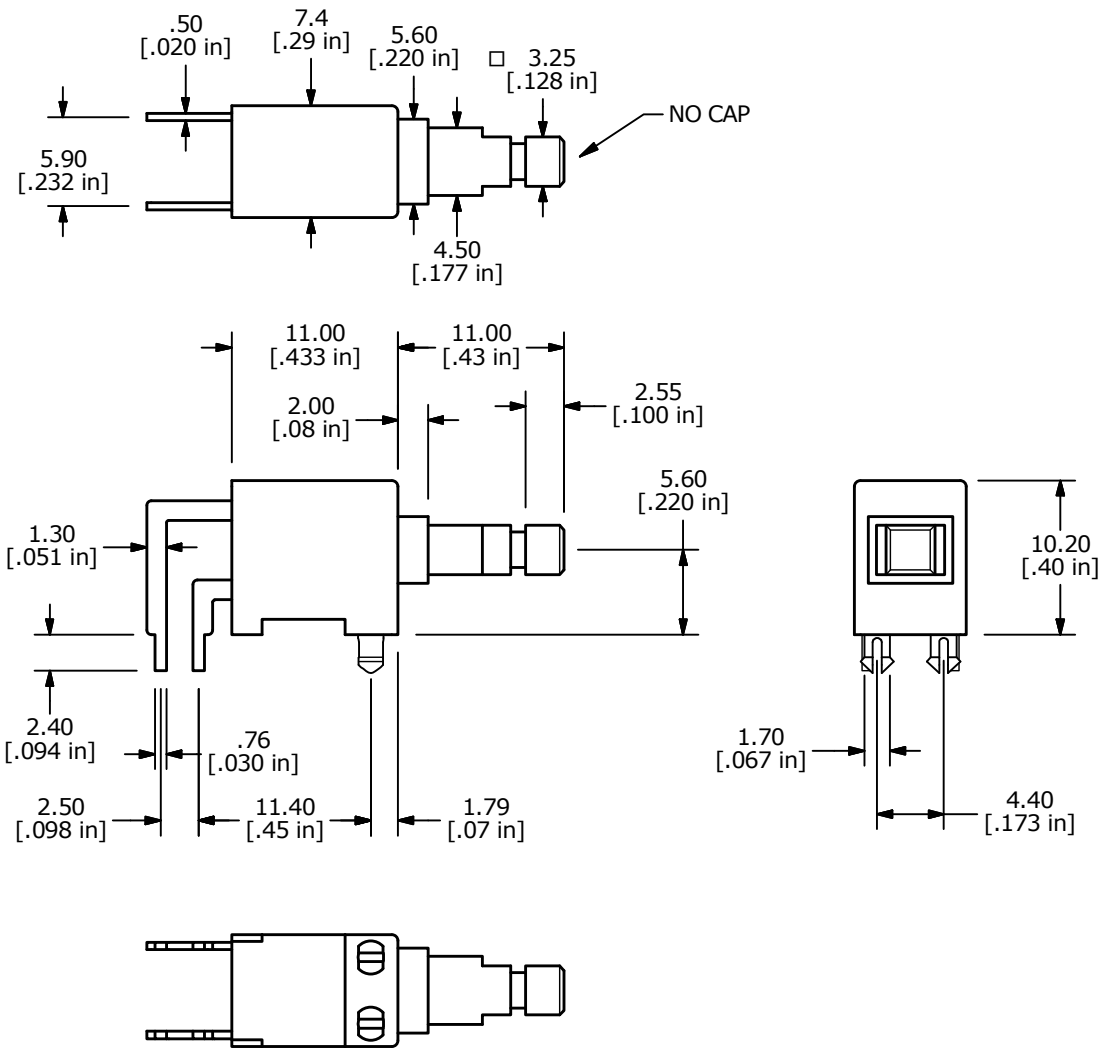 .50
[.020 in]
7.4
[.29 in]
5.60
[.220 in]
□ 3.25
[.128 in]
NO CAP
5.90
[.232 in]
4.50
[.177 in]
11.00
[.433 in]
11.00
[.43 in]
2.00
[.08 in]
2.55
[.100 in]
5.60
[.220 in]
1.30
[.051 in]
10.20
[.40 in]
2.40
[.094 in]
.76
[.030 in]
1.70
[.067 in]
2.50
[.098 in]
11.40
[.45 in]
1.79
[.07 in]
4.40
[.173 in]